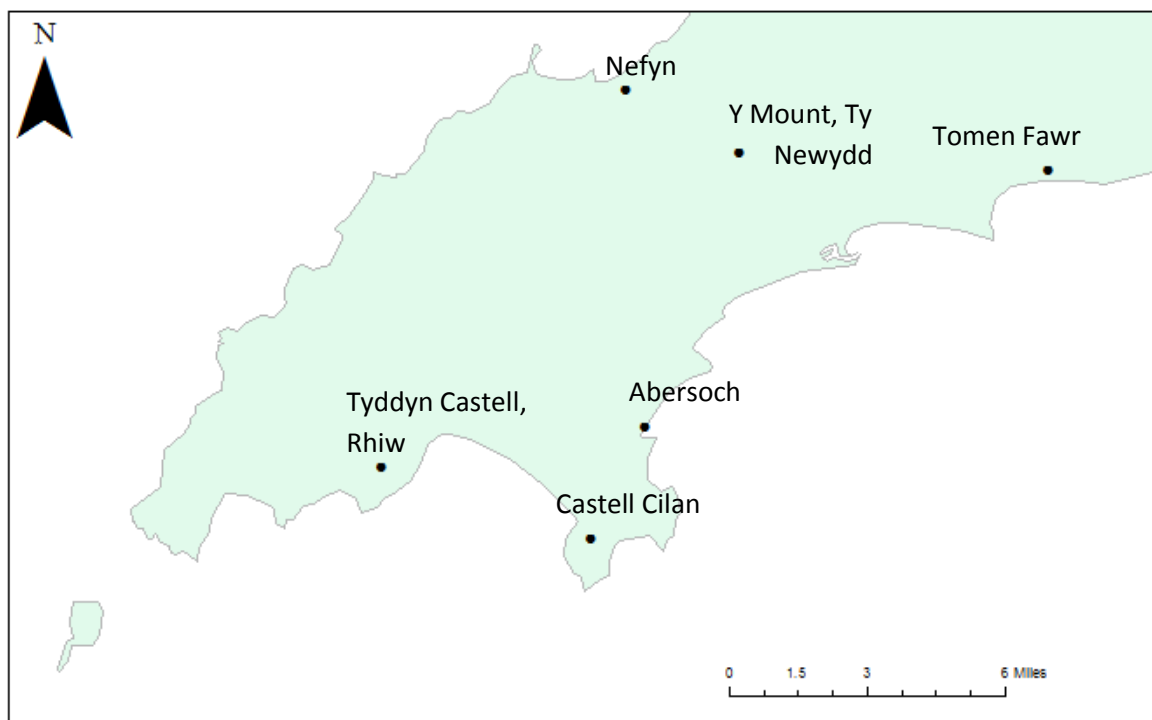 N
Nefyn
Y Mount, Ty
Newydd
Tomen Fawr
Abersoch
Tyddyn Castell,
Rhiw
Castell Cilan
0 1.5 3 6 Miles